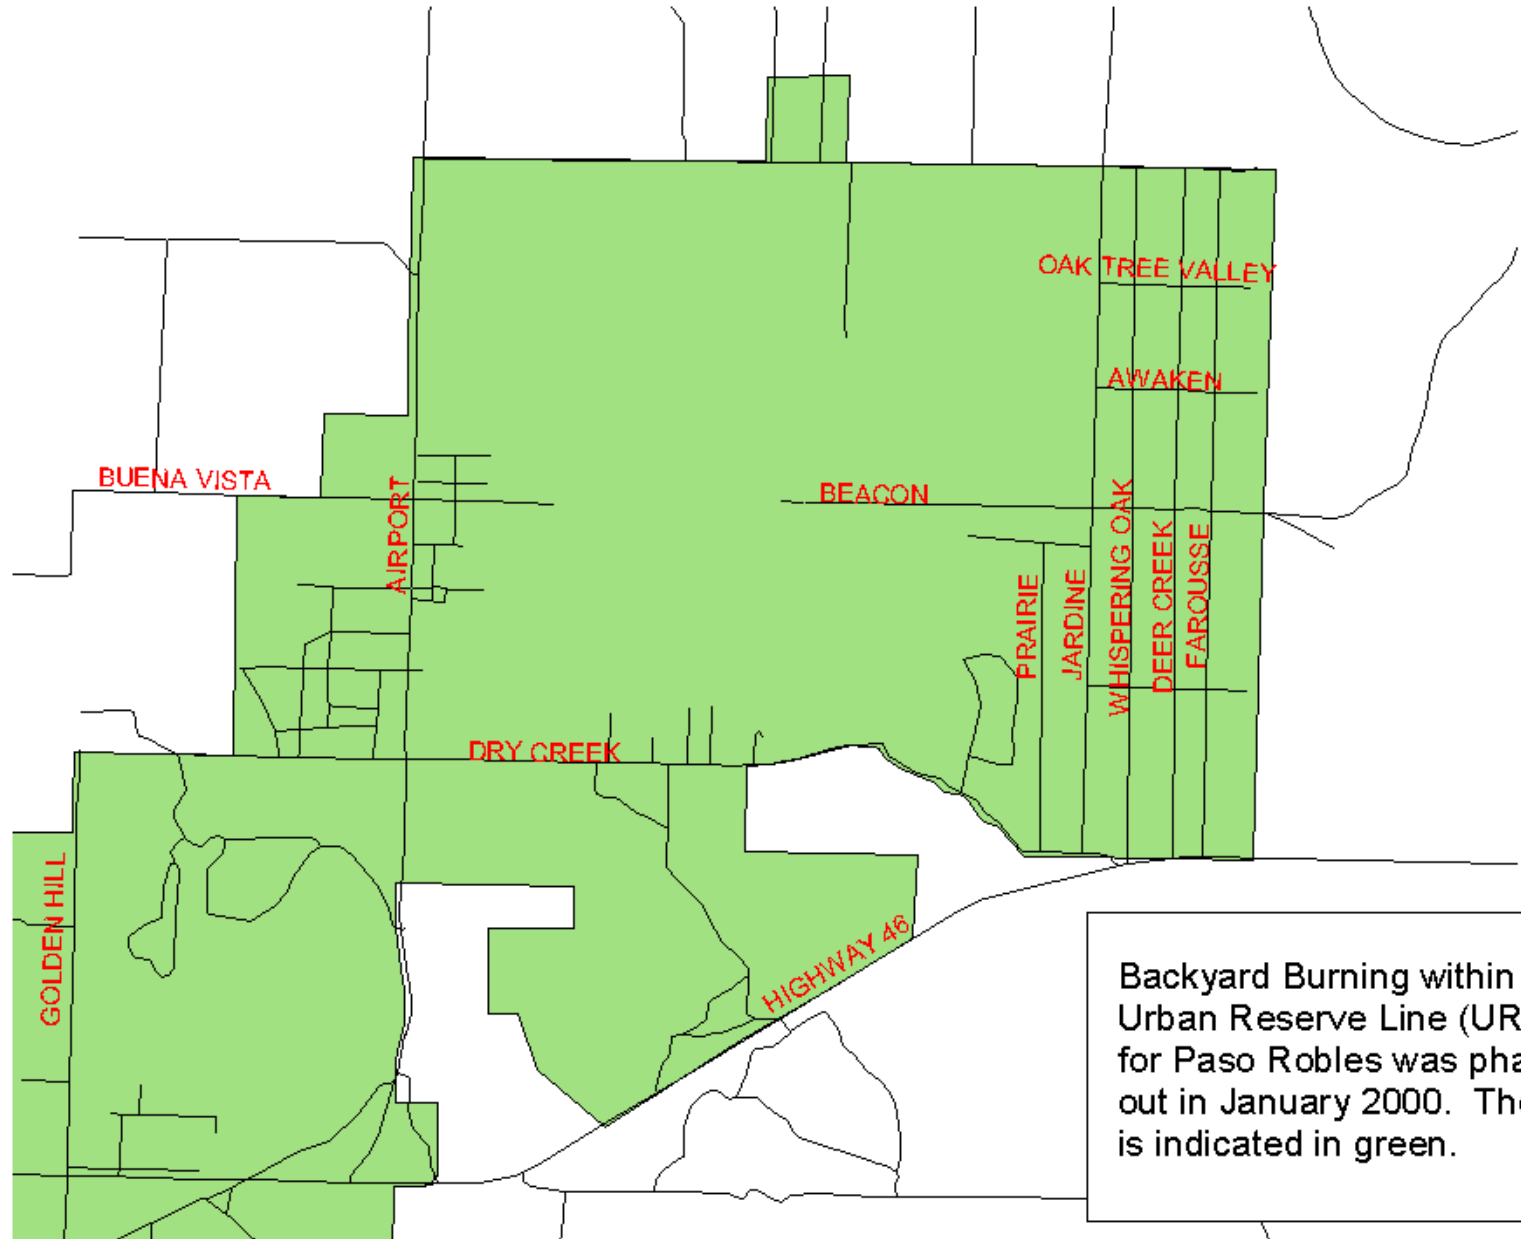 OAK TREE VALLEY
AWAKEN
BUENA VISTA
BEACON
AIRPORT
WHISPERING OAK
DEER CREEK
FAROUSSE
PRAIRIE
JARDINE
DRY CREEK
GOLDEN HILL
HIGHWAY 46
Backyard Burning within
Urban Reserve Line (UR
for Paso Robles was pha
out in January 2000. The
is indicated in green.